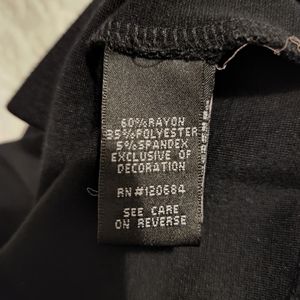 60%RAYON
35%POLYESTER
5%SPANDEX
EXCLUSIVE OF
DECORATION
RN#120684
SEE CARE
ON REVERSE